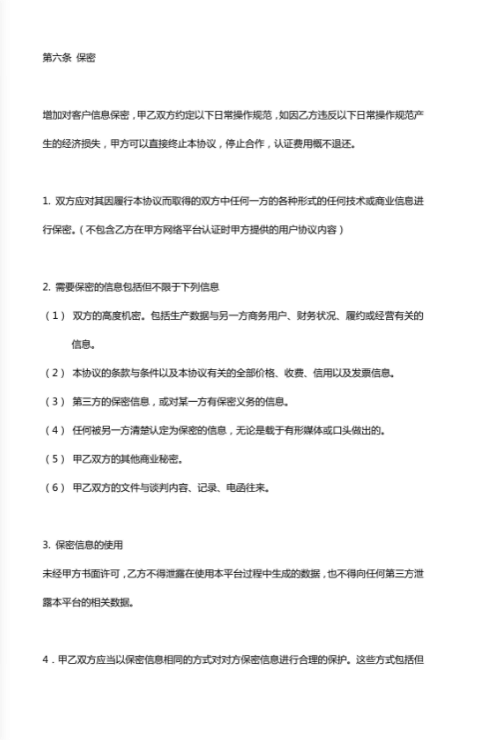 第六条 保密
增加对客户信息保密，甲乙双方约定以下日常操作规范，如因乙方违反以下日常操作规范产
生的经济损失，甲方可以直接终止本协议，停止合作，认证费用概不退还。
1. 双方应对其因履行本协议而取得的双方中任何一方的各种形式的任何技术或商业信息进
行保密。（不包含乙方在甲方网络平台认证时甲方提供的用户协议内容）
2. 需要保密的信息包括但不限于下列信息
（1） 双方的高度机密。包括生产数据与另一方商务用户、财务状况、履约或经营有关的
信息。
（2） 本协议的条款与条件以及本协议有关的全部价格、收费、信用以及发票信息。
（3） 第三方的保密信息，或对某一方有保密义务的信息。
（4） 任何被另一方清楚认定为保密的信息，无论是载于有形媒体或口头做出的。
（5） 甲乙双方的其他商业秘密。
（6） 甲乙双方的文件与谈判内容、记录、电函往来。
3. 保密信息的使用
未经甲方书面许可，乙方不得泄露在使用本平台过程中生成的数据，也不得向任何第三方泄
露本平台的相关数据。
4．甲乙双方应当以保密信息相同的方式对对方保密信息进行合理的保护。这些方式包括但